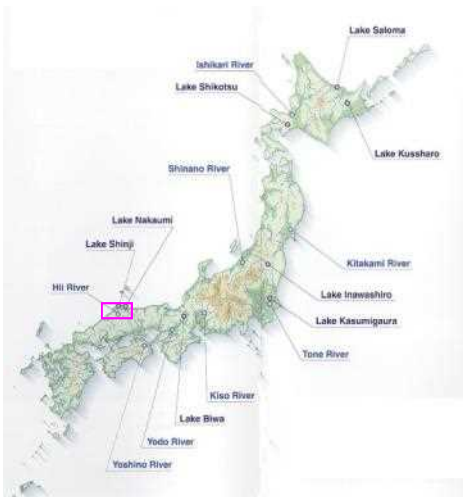 Lake Saloma
Ishikari River
Lake Shikotsu
Lake Kussharo
Shinano River
Lake Nakaumi
Lake Shinji
Kitakami River
Hii River
Lake Inawashiro
Lake Kasumigaura
Tone River
Kiso River
Lake Biwa
Yodo River
Yoshino River